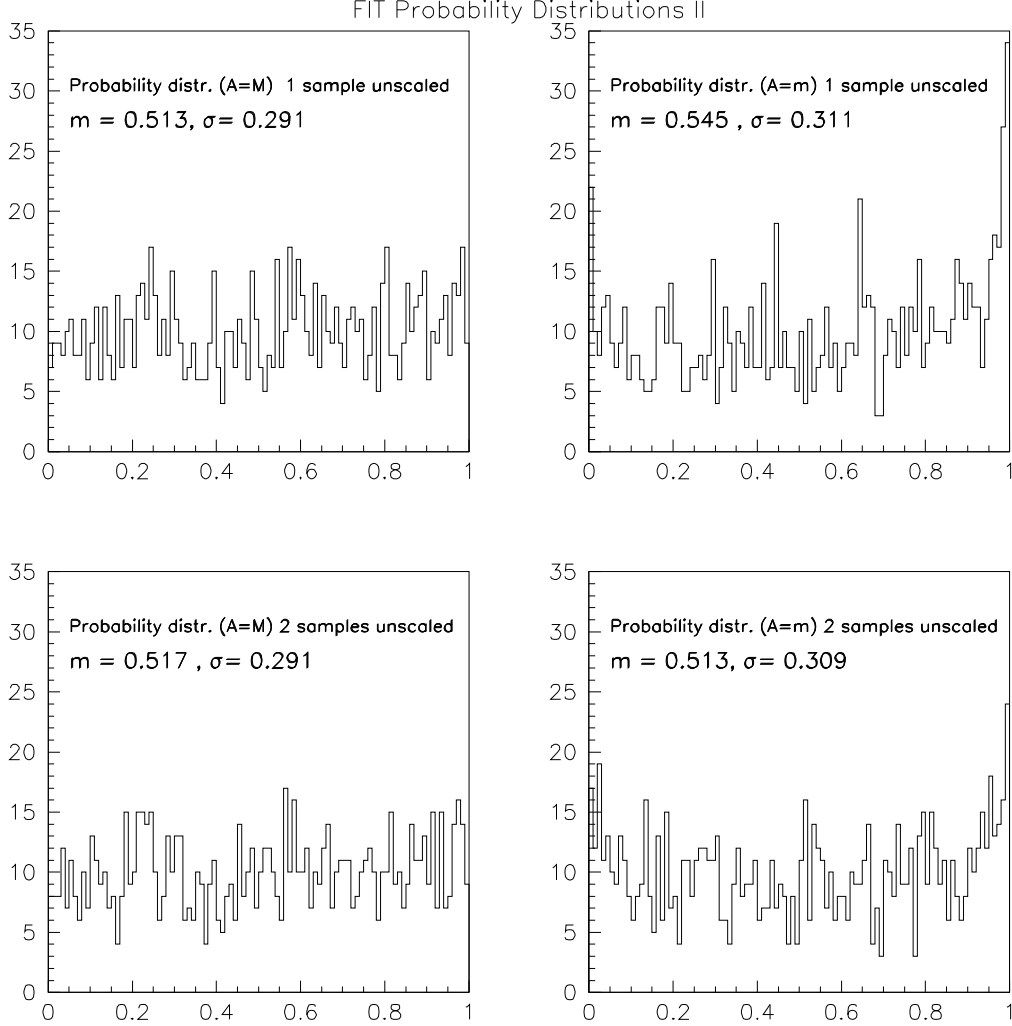 FIT Probability Distributions II
35
30
25
20
15
10
5
0
Probability distr. (A=M) 1 sample unscaled
m = 0.513, σ= 0.291
0 0.2 0.4 0.6 0.8 1
35
30
25
20
15
10
5
0
Probability distr. (A=m) 1 sample unscaled
m = 0.545 , σ= 0.311
0 0.2 0.4 0.6 0.8 1
35
30
25
20
15
10
5
0
Probability distr. (A=M) 2 samples unscaled
m = 0.517 , σ= 0.291
0 0.2 0.4 0.6 0.8 1
35
30
25
20
15
10
5
0
Probability distr. (A=m) 2 samples unscaled
m = 0.513, σ= 0.309
0 0.2 0.4 0.6 0.8 1